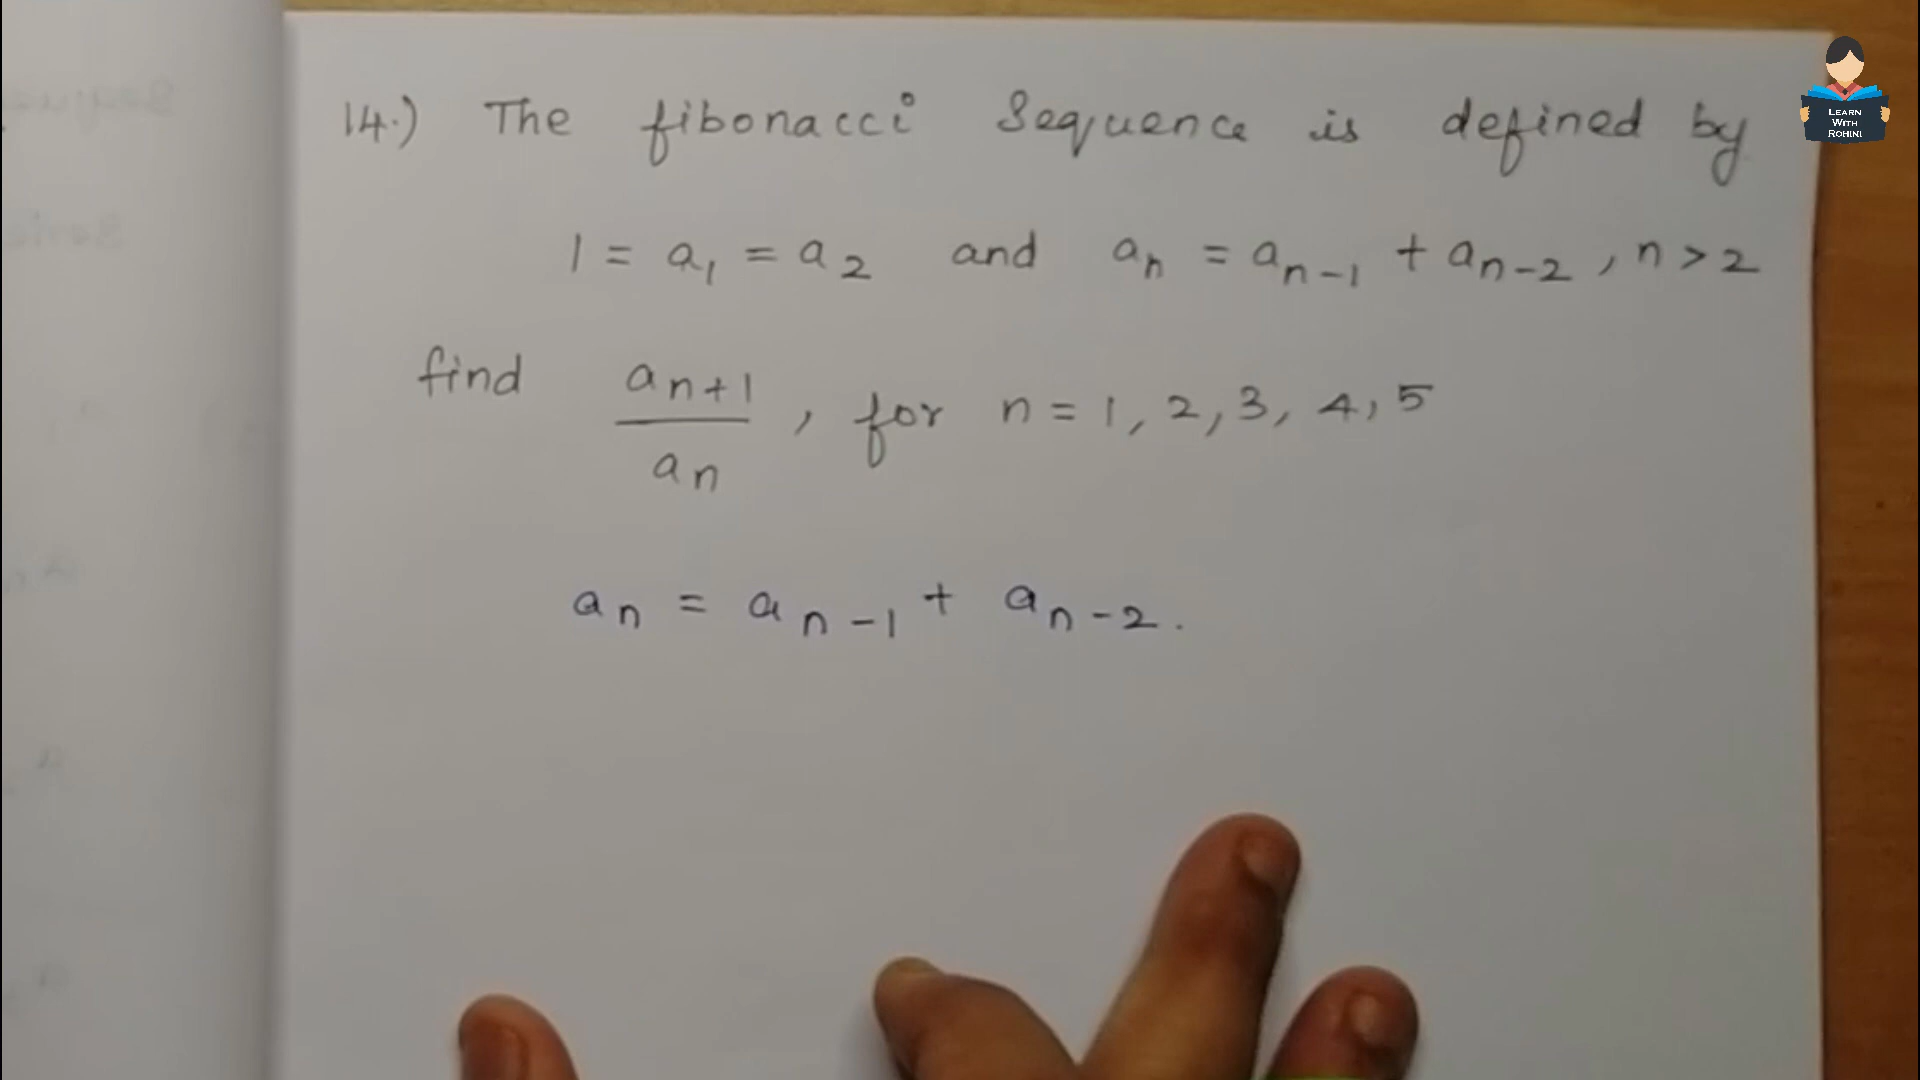 14.) The fibonacci Sequence is defined by
1 = a₁ = a₂ and aₙ = aₙ₋₁ + aₙ₋₂ , n > 2
find aₙ₊₁ / aₙ , for n = 1, 2, 3, 4, 5
aₙ = aₙ₋₁ + aₙ₋₂ .
LEARN
WITH
ROHINI